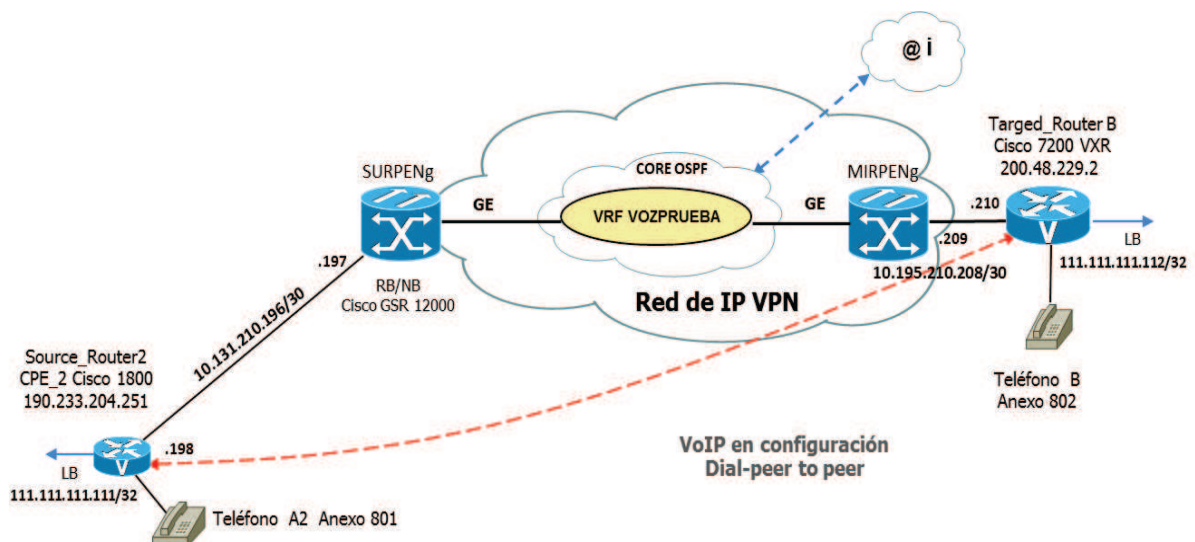 @ i
Targed_Router B
Cisco 7200 VXR
200.48.229.2
SURPENg
CORE OSPF
MIRPENg
GE
VRF VOZPRUEBA
GE
.210
V
LB
.209
111.111.111.112/32
.197
10.195.210.208/30
RB/NB
Cisco GSR 12000
Red de IP VPN
10.131.210.196/30
Source_Router2
CPE_2 Cisco 1800
190.233.204.251
Teléfono B
Anexo 802
.198
VoIP en configuración
Dial-peer to peer
V
LB
111.111.111.111/32
Teléfono A2 Anexo 801